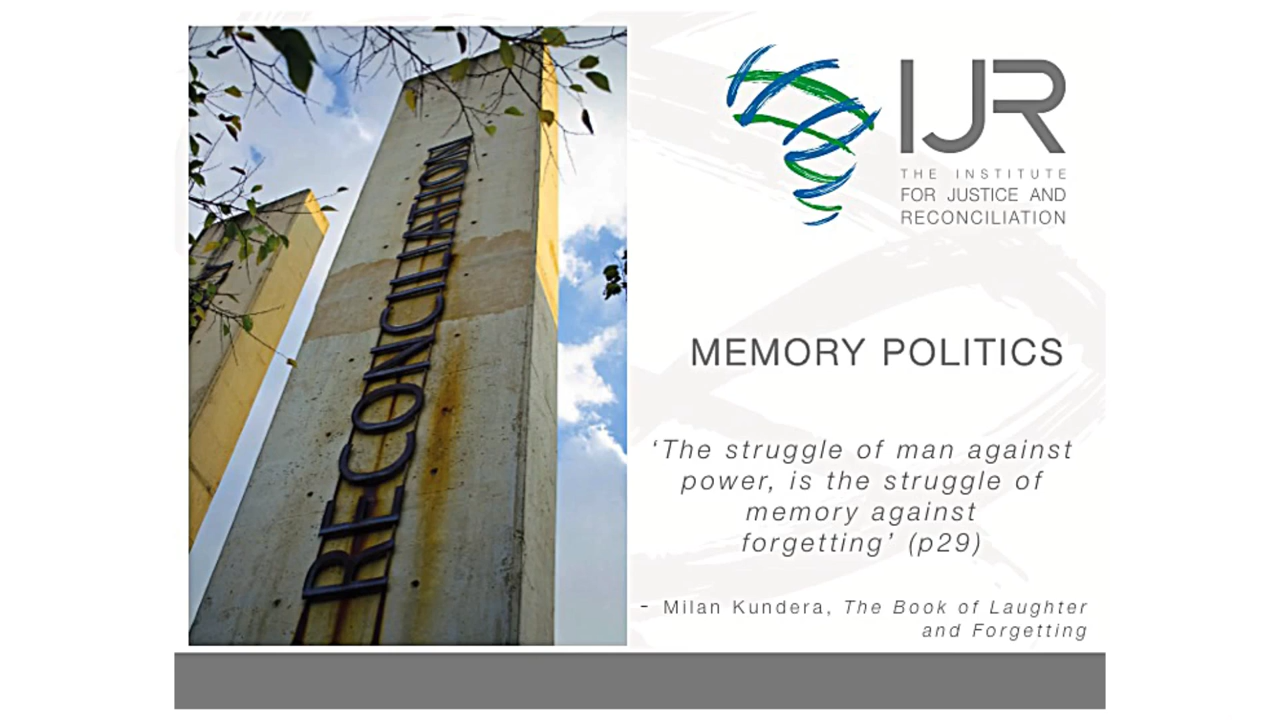 RECONCILIATION
IJR
THE INSTITUTE
FOR JUSTICE AND
RECONCILIATION
MEMORY POLITICS
‘The struggle of man against
power, is the struggle of
memory against
forgetting’ (p29)
- Milan Kundera, The Book of Laughter
and Forgetting